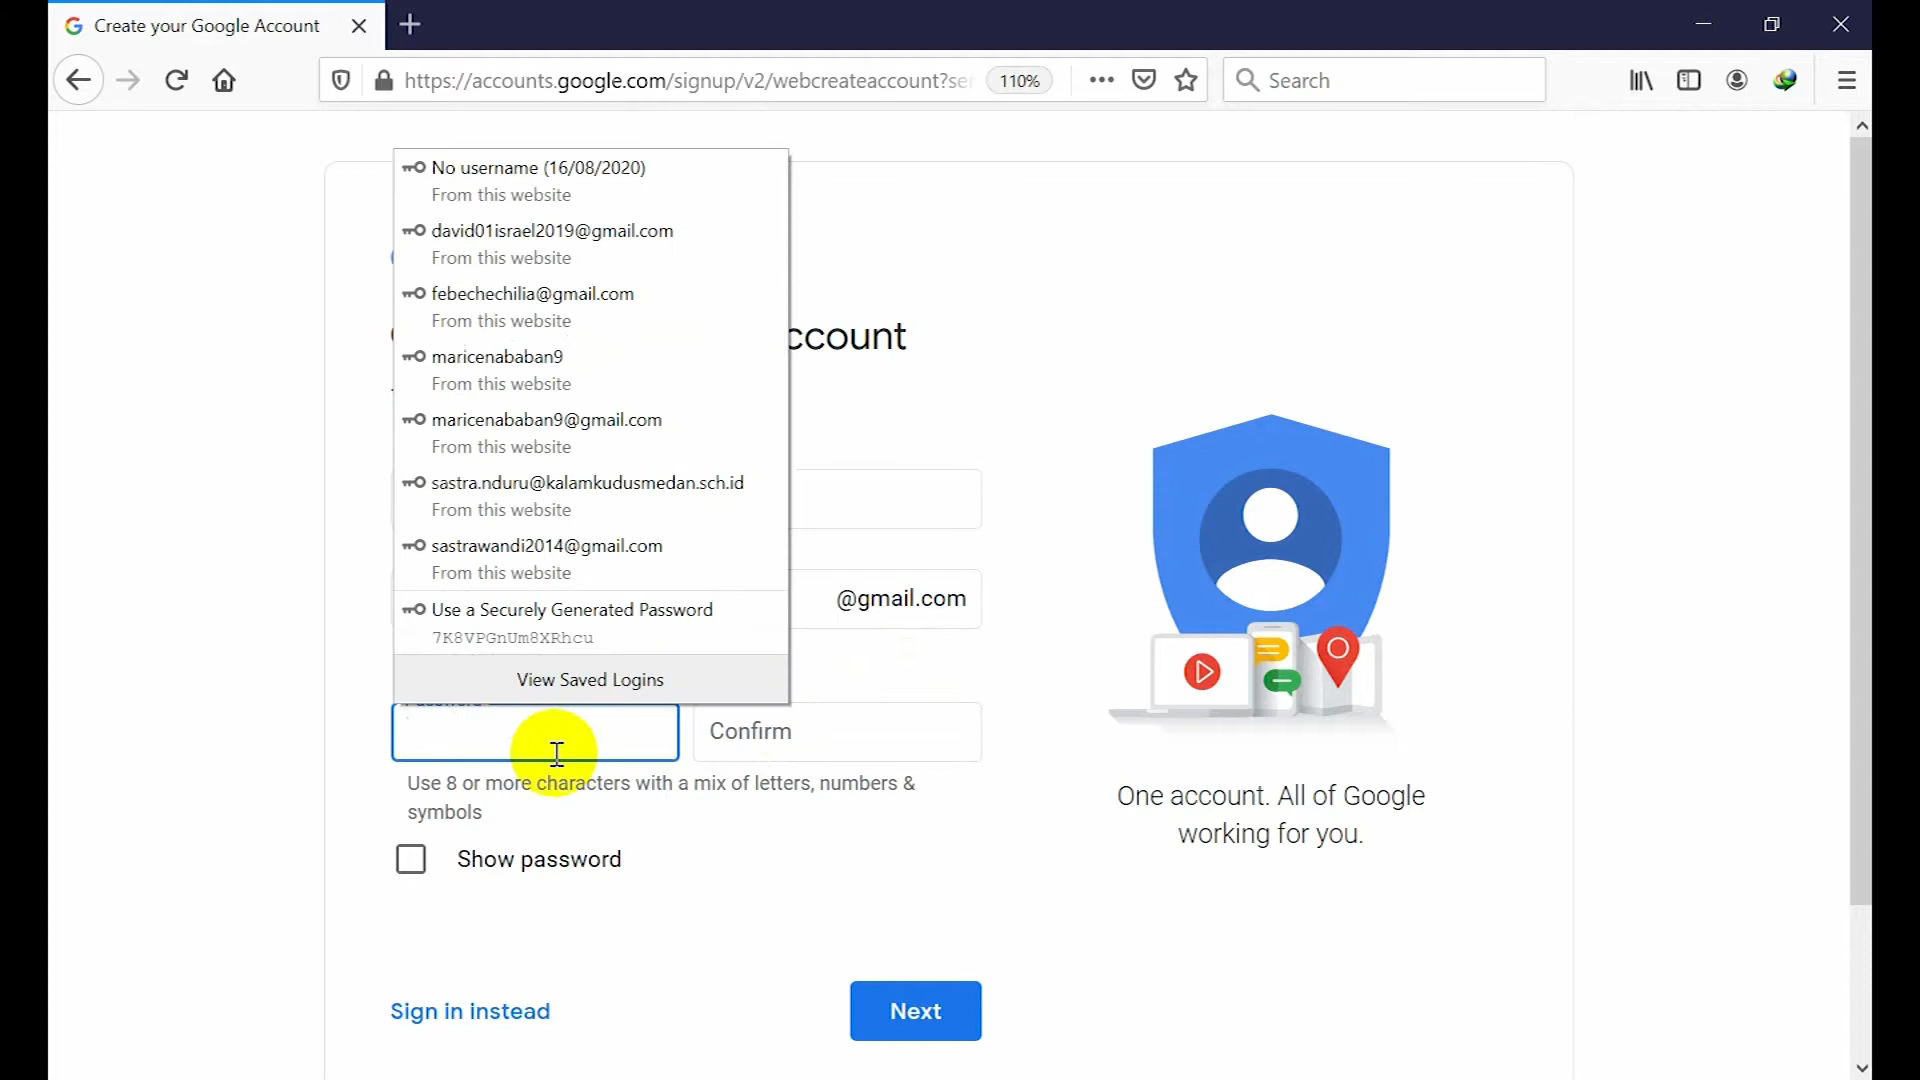 Create your Google Account
https://accounts.google.com/signup/v2/webcreateaccount?ser
110%
Search
No username (16/08/2020)
From this website
david01israel2019@gmail.com
From this website
febechechilia@gmail.com
From this website
ccount
maricenababan9
From this website
maricenababan9@gmail.com
From this website
sastra.nduru@kalamkudusmedan.sch.id
From this website
sastrawandi2014@gmail.com
From this website
@gmail.com
Use a Securely Generated Password
7K8VPGnUm8XRhcu
View Saved Logins
Confirm
Use 8 or more characters with a mix of letters, numbers &
symbols
Show password
One account. All of Google
working for you.
Sign in instead
Next